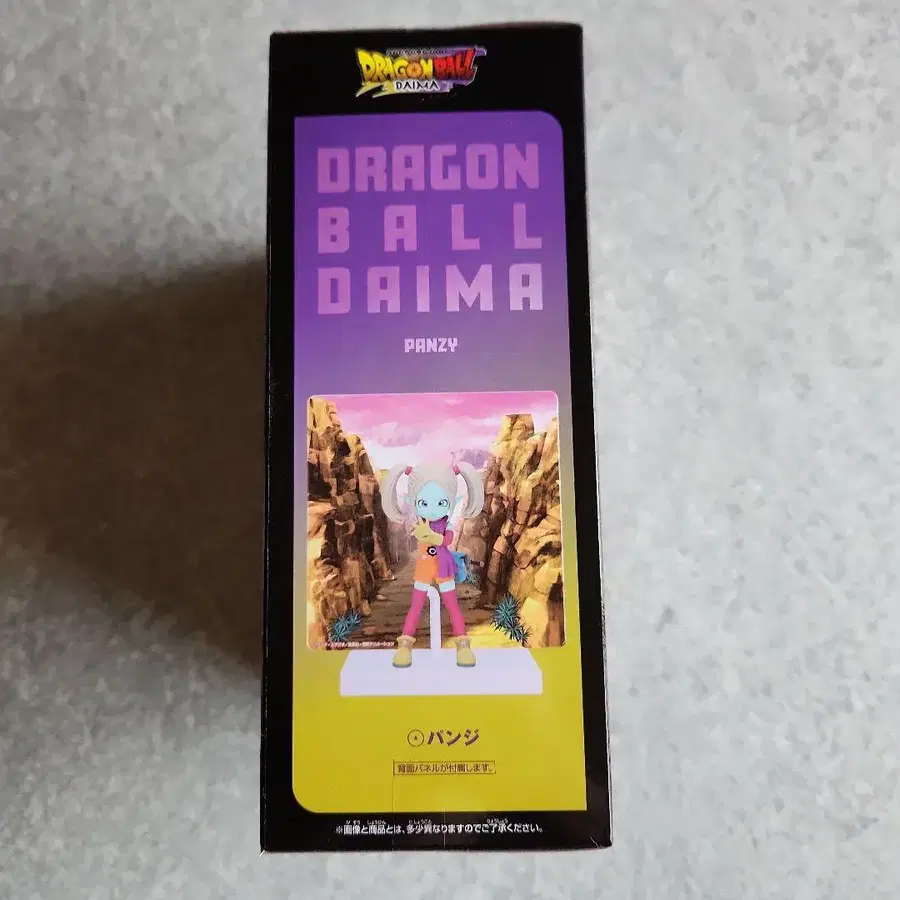 DRAGON BALL
DAIMA
DRAGON
BALL
DAIMA
PANZY
パンジ
背面パネルが付属します。
※画像と商品とは、多少異なりますのでご了承ください。